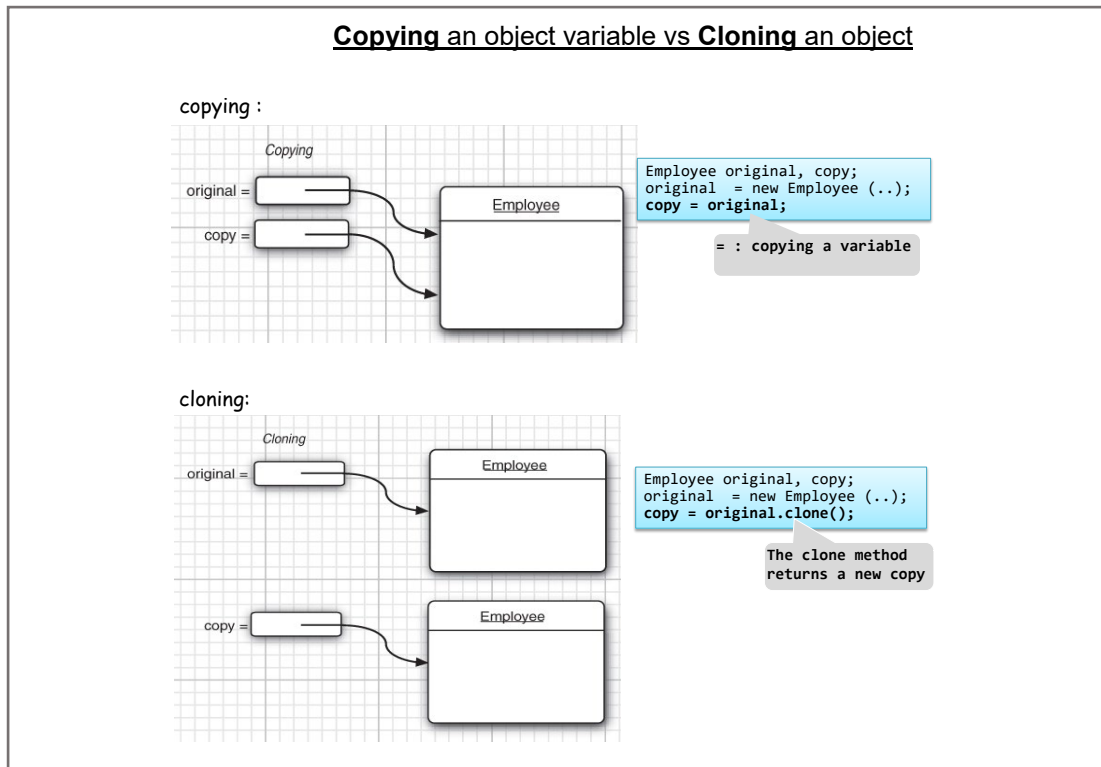 Copying an object variable vs Cloning an object
copying :
Copying
original =
copy =
Employee
Employee original, copy;
original  = new Employee (..);
copy = original;
= : copying a variable
cloning:
Cloning
original =
Employee
Employee original, copy;
original  = new Employee (..);
copy = original.clone();
The clone method
returns a new copy
copy =
Employee